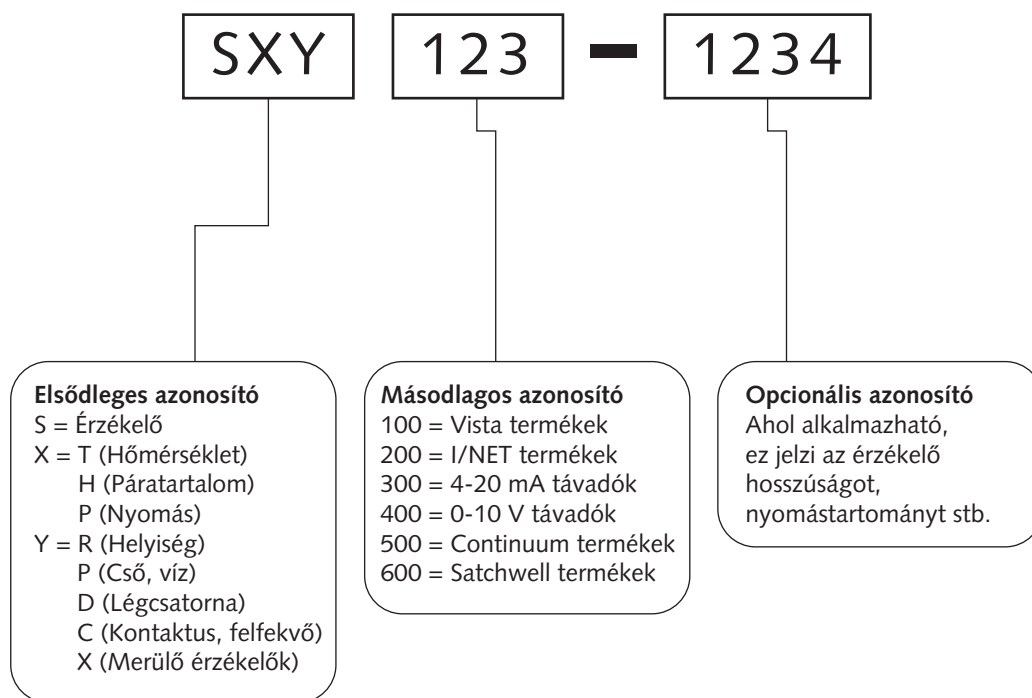 SXY 123 - 1234
Elsődleges azonosító
S = Érzékelő
X = T (Hőmérséklet)
H (Páratartalom)
P (Nyomás)
Y = R (Helyiség)
P (Cső, víz)
D (Légcsatorna)
C (Kontaktus, felfekvő)
X (Merülő érzékelők)
Másodlagos azonosító
100 = Vista termékek
200 = I/NET termékek
300 = 4-20 mA távadók
400 = 0-10 V távadók
500 = Continuum termékek
600 = Satchwell termékek
Opcionális azonosító
Ahol alkalmazható,
ez jelzi az érzékelő
hosszúságot,
nyomástartományt stb.